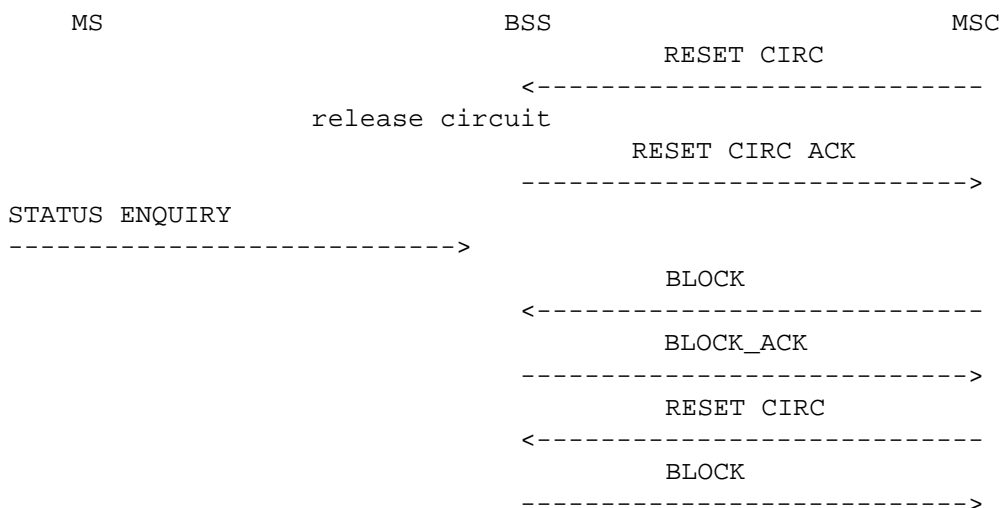 MS BSS MSC
RESET CIRC
<----------------------------
release circuit
RESET CIRC ACK
---------------------------->
STATUS ENQUIRY
---------------------------->
BLOCK
<----------------------------
BLOCK_ACK
---------------------------->
RESET CIRC
<----------------------------
BLOCK
---------------------------->